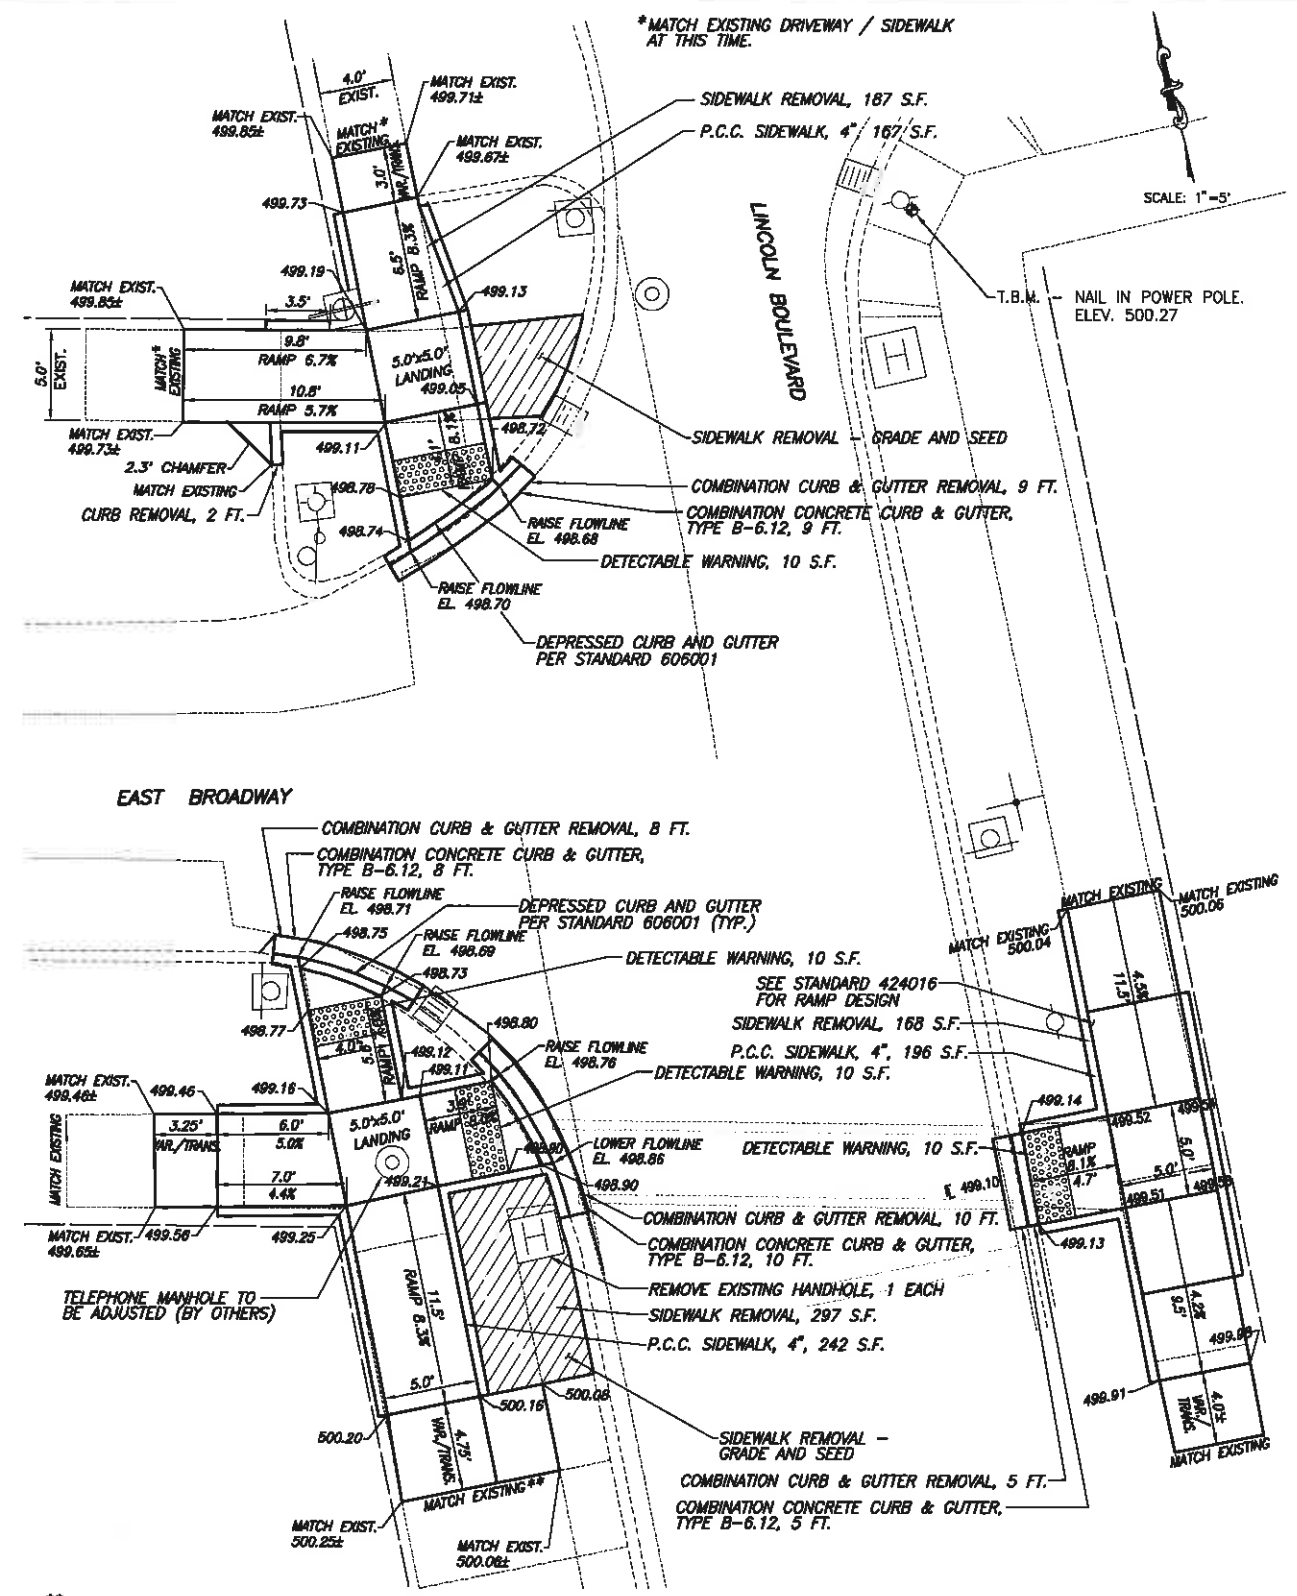 *MATCH EXISTING DRIVEWAY / SIDEWALK
AT THIS TIME.
4.0'
EXIST.
MATCH EXIST.
499.71±
MATCH EXIST.
499.85±
MATCH*
EXISTING
SIDEWALK REMOVAL, 187 S.F.
P.C.C. SIDEWALK, 4", 167 S.F.
MATCH EXIST.
499.67±
3.0'
VAR./TRANS.
499.73
5.5'
RAMP 8.3%
SCALE: 1"=5'
LINCOLN BOULEVARD
499.19
499.13
MATCH EXIST.
499.85±
3.5'
T.B.M. - NAIL IN POWER POLE.
ELEV. 500.27
5.0'
EXIST.
MATCH*
EXISTING
9.8'
RAMP 6.7%
5.0'x5.0'
LANDING
10.8'
RAMP 5.7%
499.05
MATCH EXIST.
499.73±
499.11
RAMP 8.1%
498.72
SIDEWALK REMOVAL - GRADE AND SEED
2.3' CHAMFER
MATCH EXISTING
CURB REMOVAL, 2 FT.
498.78
COMBINATION CURB & GUTTER REMOVAL, 9 FT.
COMBINATION CONCRETE CURB & GUTTER,
TYPE B-6.12, 9 FT.
498.74
RAISE FLOWLINE
EL. 498.68
DETECTABLE WARNING, 10 S.F.
RAISE FLOWLINE
EL. 498.70
DEPRESSED CURB AND GUTTER
PER STANDARD 606001
EAST BROADWAY
COMBINATION CURB & GUTTER REMOVAL, 8 FT.
COMBINATION CONCRETE CURB & GUTTER,
TYPE B-6.12, 8 FT.
RAISE FLOWLINE
EL. 498.71
DEPRESSED CURB AND GUTTER
PER STANDARD 606001 (TYP.)
498.75
RAISE FLOWLINE
EL. 498.69
498.73
DETECTABLE WARNING, 10 S.F.
MATCH EXISTING
MATCH EXISTING
500.06
MATCH EXISTING
500.04
4.5%
11.5'
SEE STANDARD 424016
FOR RAMP DESIGN
SIDEWALK REMOVAL, 168 S.F.
P.C.C. SIDEWALK, 4", 196 S.F.
498.77
4.0'
5.6'
499.12
499.11
498.80
RAISE FLOWLINE
EL. 498.76
DETECTABLE WARNING, 10 S.F.
MATCH EXIST.
499.46±
499.46
499.16
MATCH EXISTING
3.25'
VAR./TRANS.
6.0'
5.0%
5.0'x5.0'
LANDING
RAMP
7.0'
4.4%
499.21
LOWER FLOWLINE
EL. 498.86
498.90
499.14
499.52
DETECTABLE WARNING, 10 S.F.
RAMP
8.1%
4.7'
5.0'
5.0'
499.10
499.51
499.13
MATCH EXIST.
499.65±
499.56
499.25
COMBINATION CURB & GUTTER REMOVAL, 10 FT.
COMBINATION CONCRETE CURB & GUTTER,
TYPE B-6.12, 10 FT.
TELEPHONE MANHOLE TO
BE ADJUSTED (BY OTHERS)
REMOVE EXISTING HANDHOLE, 1 EACH
SIDEWALK REMOVAL, 297 S.F.
P.C.C. SIDEWALK, 4", 242 S.F.
11.5'
RAMP 8.3%
4.2%
9.5'
5.0'
500.08
500.16
500.20
499.91
4.0'±
VAR./
TRANS.
MATCH EXISTING
4.75'
VAR./TRANS.
SIDEWALK REMOVAL -
GRADE AND SEED
COMBINATION CURB & GUTTER REMOVAL, 5 FT.
COMBINATION CONCRETE CURB & GUTTER,
TYPE B-6.12, 5 FT.
MATCH EXISTING**
MATCH EXIST.
500.25±
MATCH EXIST.
500.06±
**